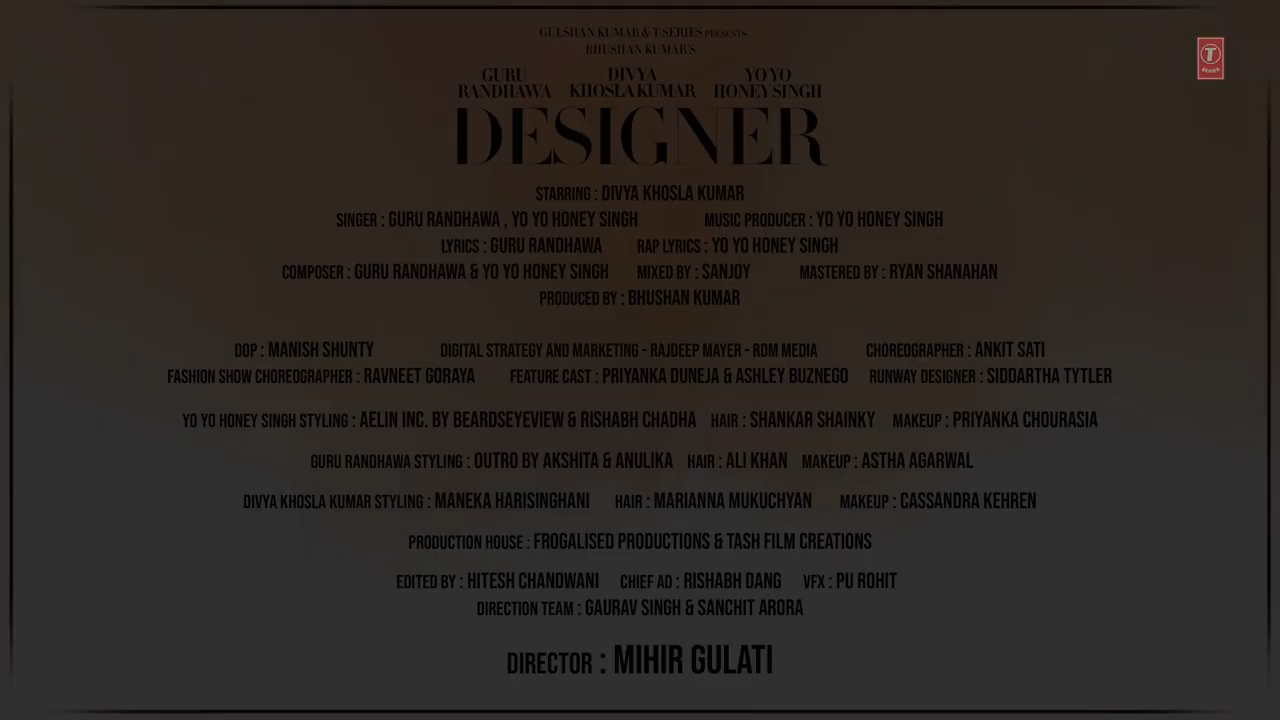 GULSHAN KUMAR & T-SERIES PRESENTS
BHUSHAN KUMAR'S
GURU RANDHAWA DIVYA KHOSLA KUMAR YO YO HONEY SINGH
DESIGNER
STARRING : DIVYA KHOSLA KUMAR
SINGER : GURU RANDHAWA , YO YO HONEY SINGH MUSIC PRODUCER : YO YO HONEY SINGH
LYRICS : GURU RANDHAWA RAP LYRICS : YO YO HONEY SINGH
COMPOSER : GURU RANDHAWA & YO YO HONEY SINGH MIXED BY : SANJOY MASTERED BY : RYAN SHANAHAN
PRODUCED BY : BHUSHAN KUMAR
DOP : MANISH SHUNTY DIGITAL STRATEGY AND MARKETING - RAJDEEP MAYER - RDM MEDIA CHOREOGRAPHER : ANKIT SATI
FASHION SHOW CHOREOGRAPHER : RAVNEET GORAYA FEATURE CAST : PRIYANKA DUNEJA & ASHLEY BUZNEGO RUNWAY DESIGNER : SIDDARTHA TYTLER
YO YO HONEY SINGH STYLING : AELIN INC. BY BEARDSEYEVIEW & RISHABH CHADHA HAIR : SHANKAR SHAINKY MAKEUP : PRIYANKA CHOURASIA
GURU RANDHAWA STYLING : OUTRO BY AKSHITA & ANULIKA HAIR : ALI KHAN MAKEUP : ASTHA AGARWAL
DIVYA KHOSLA KUMAR STYLING : MANEKA HARISINGHANI HAIR : MARIANNA MUKUCHYAN MAKEUP : CASSANDRA KEHREN
PRODUCTION HOUSE : FROGALISED PRODUCTIONS & TASH FILM CREATIONS
EDITED BY : HITESH CHANDWANI CHIEF AD : RISHABH DANG VFX : PU ROHIT
DIRECTION TEAM : GAURAV SINGH & SANCHIT ARORA
DIRECTOR : MIHIR GULATI
T
SERIES